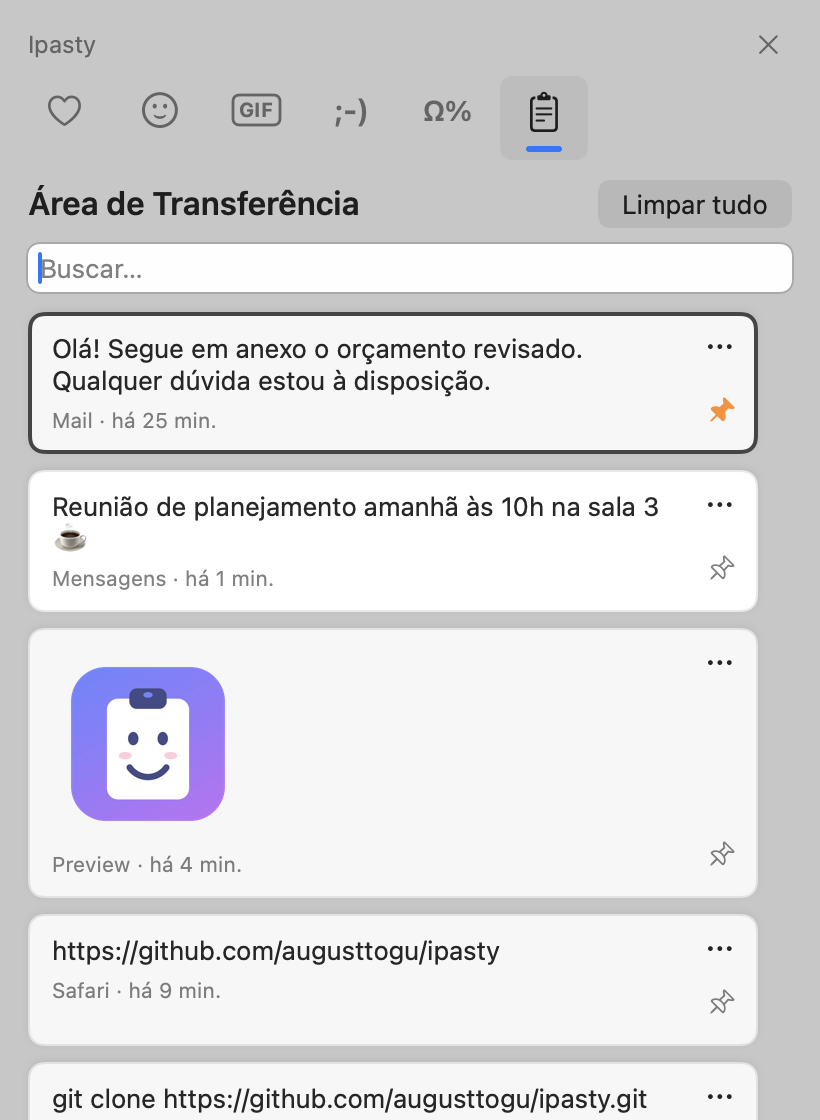 Ipasty
GIF
;-)
Ω%
Área de Transferência
Limpar tudo
Buscar...
Olá! Segue em anexo o orçamento revisado.
Qualquer dúvida estou à disposição.
Mail · há 25 min.
Reunião de planejamento amanhã às 10h na sala 3
☕
Mensagens · há 1 min.
Preview · há 4 min.
https://github.com/augusttogu/ipasty
Safari · há 9 min.
git clone https://github.com/augusttogu/ipasty.git